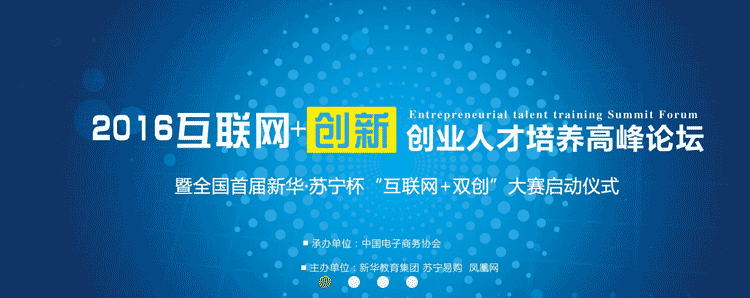 Entrepreneurial talent training Summit Forum
2016互联网+创新创业人才培养高峰论坛
暨全国首届新华·苏宁杯“互联网+双创”大赛启动仪式
承办单位：中国电子商务协会
主办单位：新华教育集团 苏宁易购 凤凰网